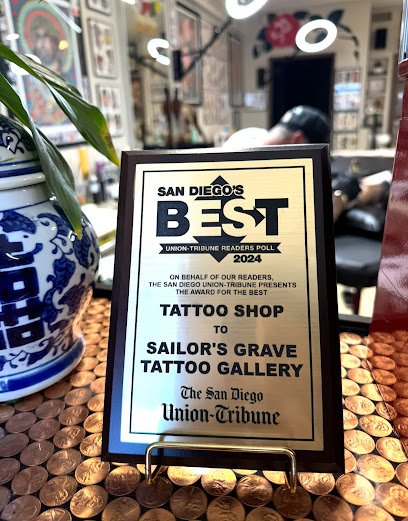 SAN DIEGO'S
BEST
UNION-TRIBUNE READERS POLL
2024
ON BEHALF OF OUR READERS,
THE SAN DIEGO UNION-TRIBUNE PRESENTS
THE AWARD FOR THE BEST
TATTOO SHOP
TO
SAILOR'S GRAVE
TATTOO GALLERY
The San Diego
Union-Tribune